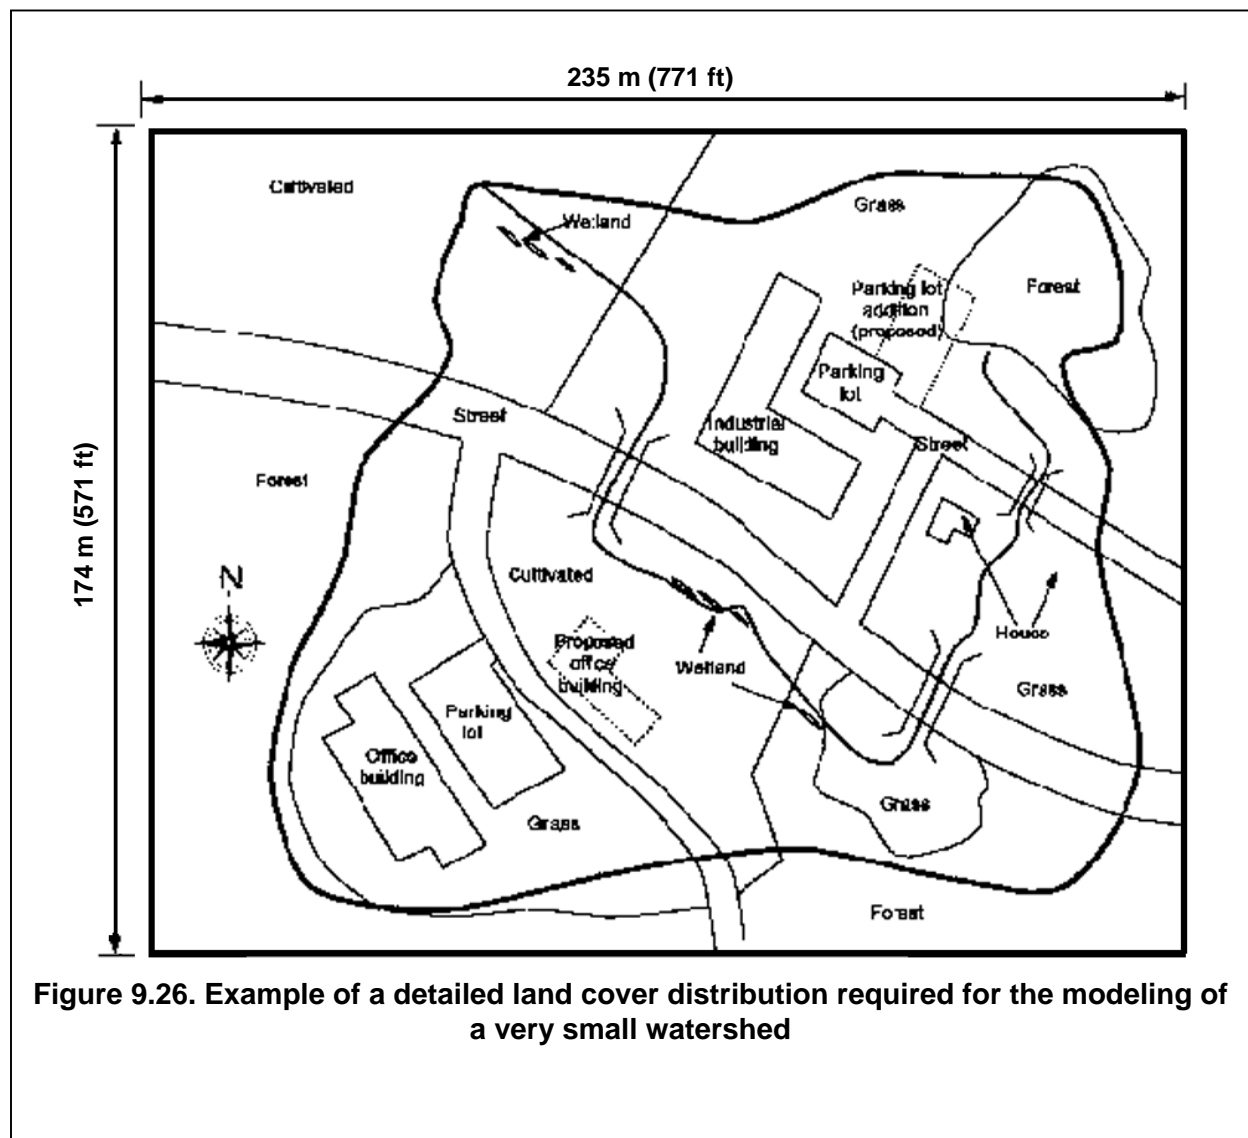 235 m (771 ft)
174 m (571 ft)
Cultivated
Wetland
Grass
Parking lot
addition
(proposed)
Forest
Parking
lot
Street
Industrial
building
Street
Forest
N
Cultivated
Proposed
office
building
Wetland
House
Grass
Parking
lot
Office
building
Grass
Grass
Forest
Figure 9.26. Example of a detailed land cover distribution required for the modeling of
a very small watershed